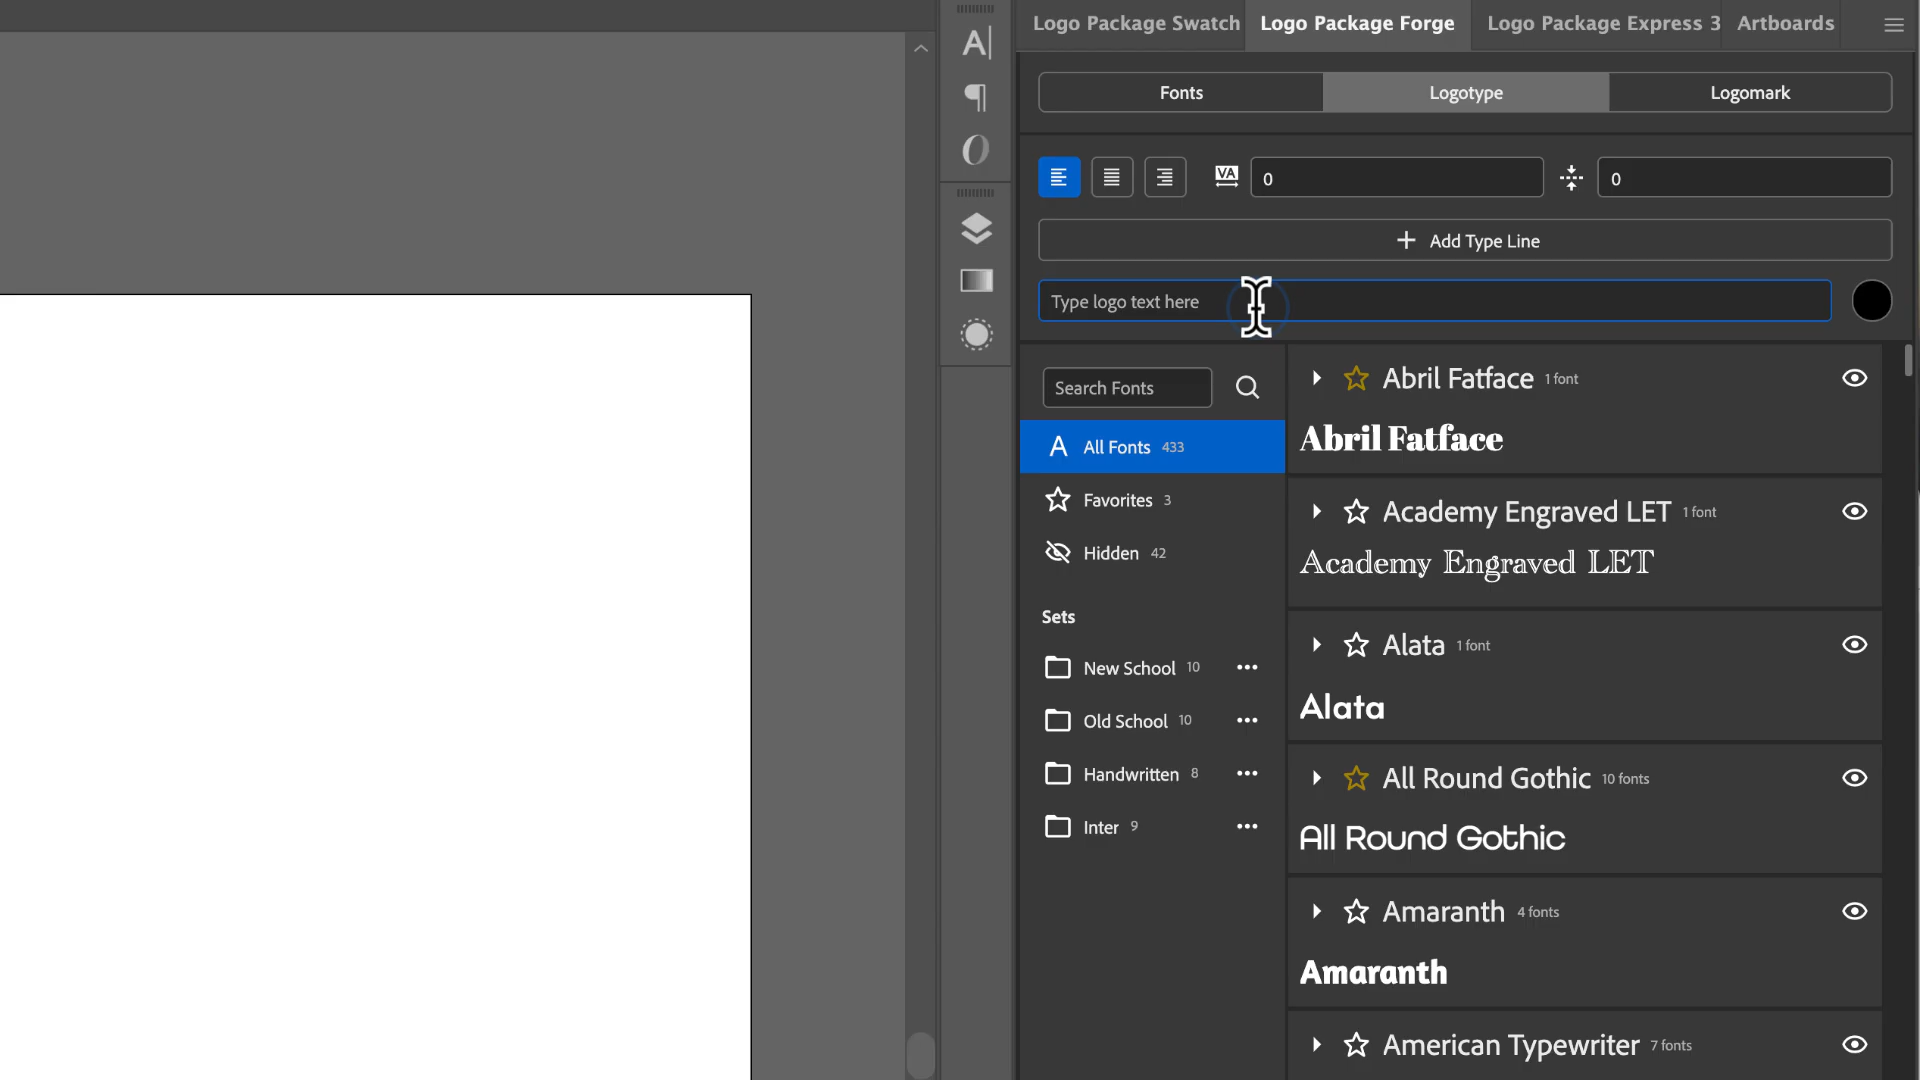 Logo Package Swatch
Logo Package Forge
Logo Package Express 3
Artboards
Fonts
Logotype
Logomark
VA
0
0
+ Add Type Line
Type logo text here
Search Fonts
All Fonts 433
Favorites 3
Hidden 42
Sets
New School 10
Old School 10
Handwritten 8
Inter 9
Abril Fatface 1 font
Abril Fatface
Academy Engraved LET 1 font
Academy Engraved LET
Alata 1 font
Alata
All Round Gothic 10 fonts
All Round Gothic
Amaranth 4 fonts
Amaranth
American Typewriter 7 fonts